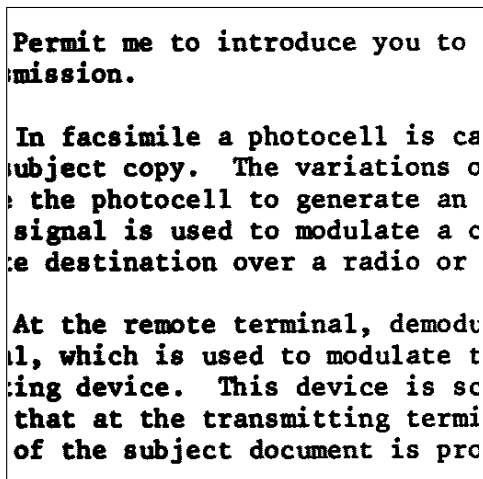 Permit me to introduce you to
mission.
In facsimile a photocell is ca
ubject copy. The variations o
the photocell to generate an
signal is used to modulate a c
e destination over a radio or
At the remote terminal, demodu
l, which is used to modulate t
ing device. This device is sc
that at the transmitting termi
of the subject document is pro